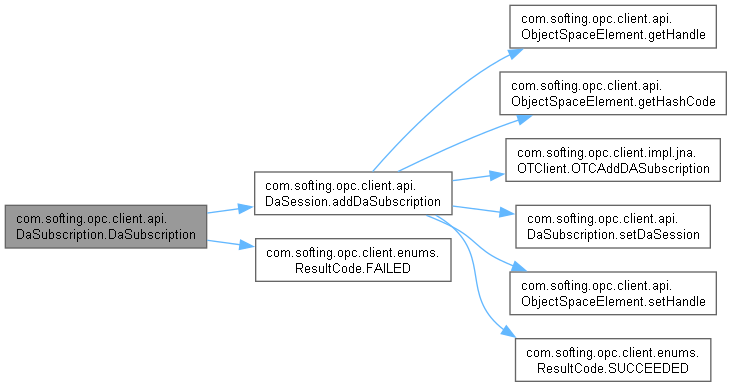 com.softing.opc.client.api.
DaSubscription.DaSubscription
com.softing.opc.client.api.
DaSession.addDaSubscription
com.softing.opc.client.enums.
ResultCode.FAILED
com.softing.opc.client.api.
ObjectSpaceElement.getHandle
com.softing.opc.client.api.
ObjectSpaceElement.getHashCode
com.softing.opc.client.impl.jna.
OTClient.OTCAddDASubscription
com.softing.opc.client.api.
DaSubscription.setDaSession
com.softing.opc.client.api.
ObjectSpaceElement.setHandle
com.softing.opc.client.enums.
ResultCode.SUCCEEDED